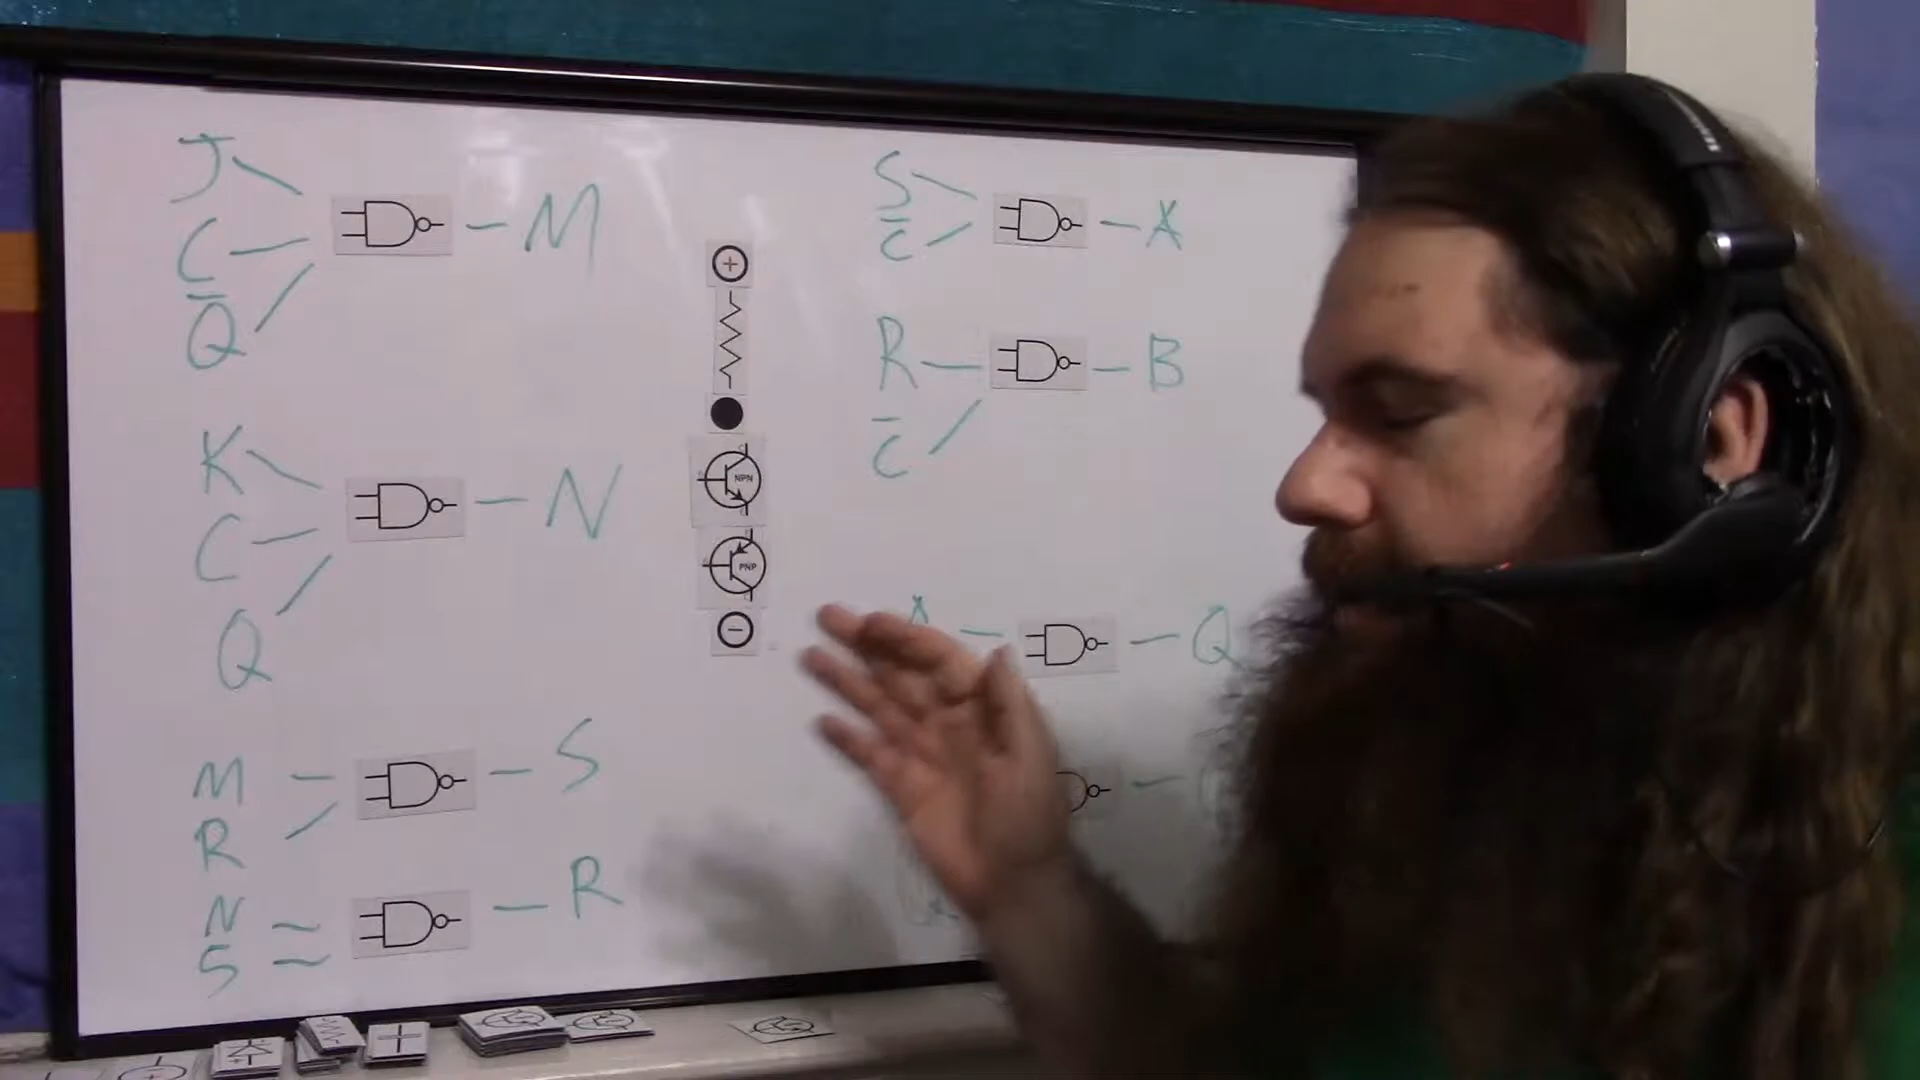 J
C — M
Q̅
K
C — N
Q
M — S
R
N — R
S
+
NPN
PNP
−
S — A
C̅
R — B
C̅
A — Q